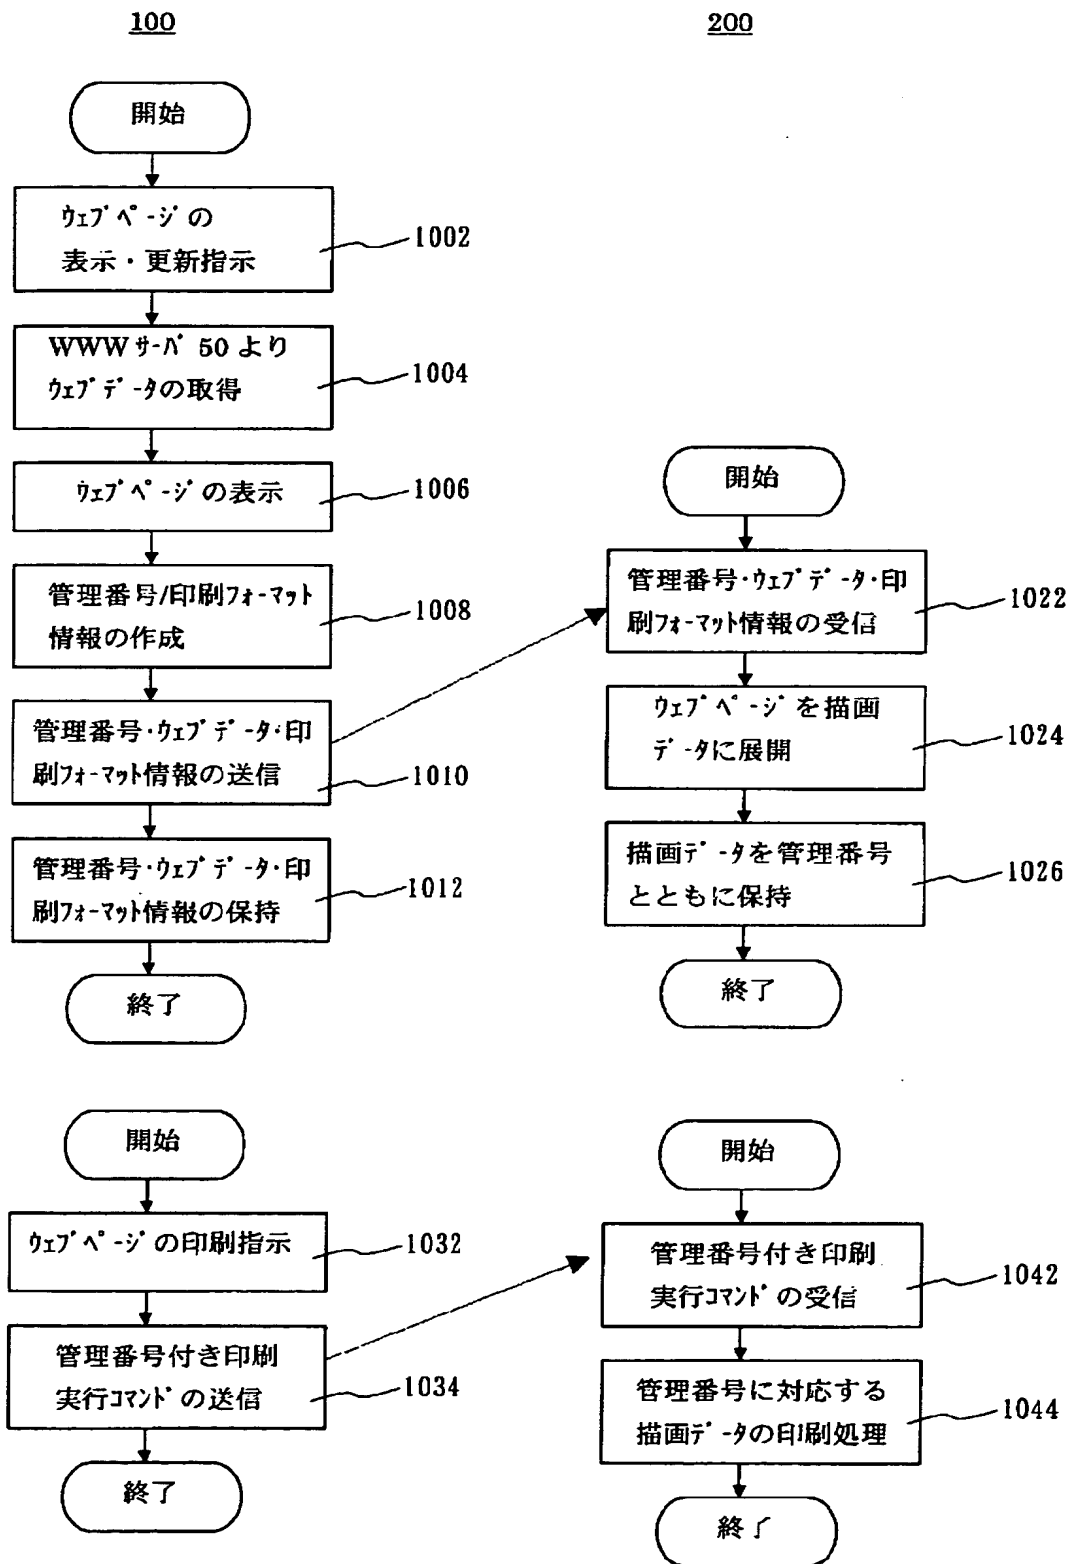 100
開始
ウェブページの
表示・更新指示
1002
WWWサーバ50より
ウェブデータの取得
1004
ウェブページの表示
1006
管理番号/印刷フォーマット
情報の作成
1008
管理番号・ウェブデータ・印
刷フォーマット情報の送信
1010
管理番号・ウェブデータ・印
刷フォーマット情報の保持
1012
終了
200
開始
管理番号・ウェブデータ・印
刷フォーマット情報の受信
1022
ウェブページを描画
データに展開
1024
描画データを管理番号
とともに保持
1026
終了
開始
ウェブページの印刷指示
1032
管理番号付き印刷
実行コマンドの送信
1034
終了
開始
管理番号付き印刷
実行コマンドの受信
1042
管理番号に対応する
描画データの印刷処理
1044
終了